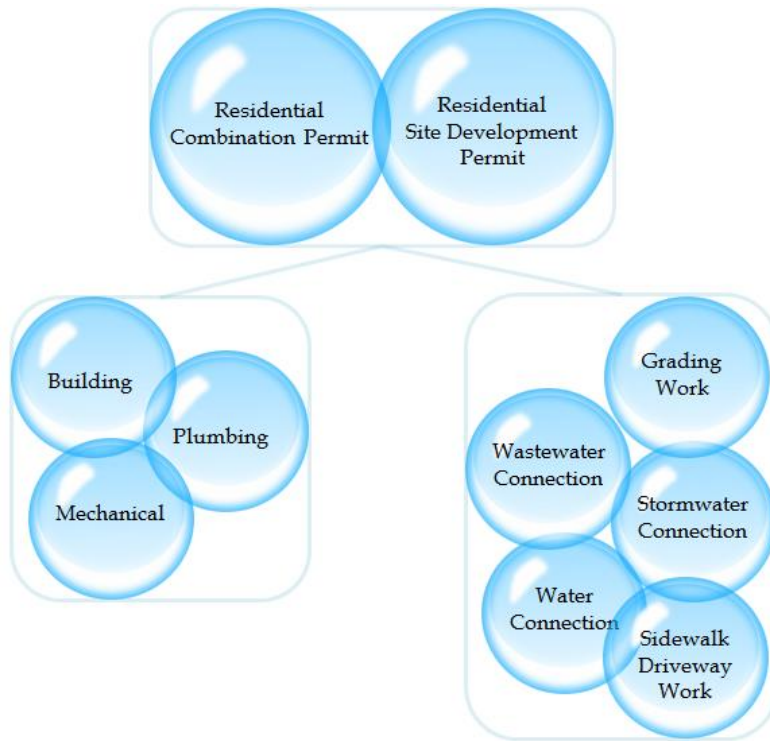 Residential
Combination Permit
Residential
Site Development
Permit
Building
Plumbing
Mechanical
Grading
Work
Wastewater
Connection
Stormwater
Connection
Water
Connection
Sidewalk
Driveway
Work